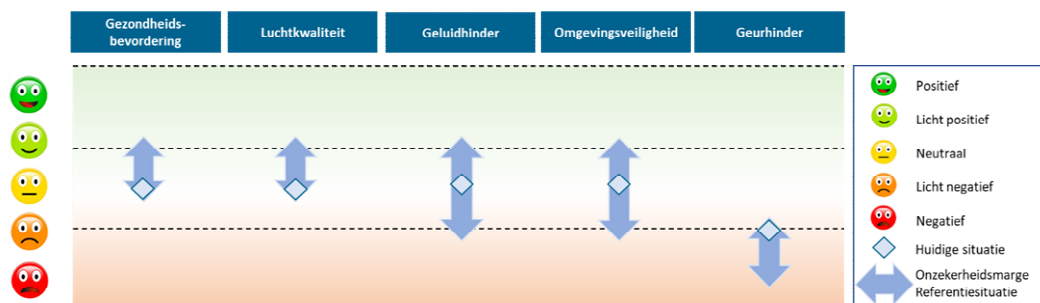 Gezondheids-
bevordering
Luchtkwaliteit
Geluidhinder
Omgevingsveiligheid
Geurhinder
Positief
Licht positief
Neutraal
Licht negatief
Negatief
Huidige situatie
Onzekerheidsmarge
Referentiesituatie